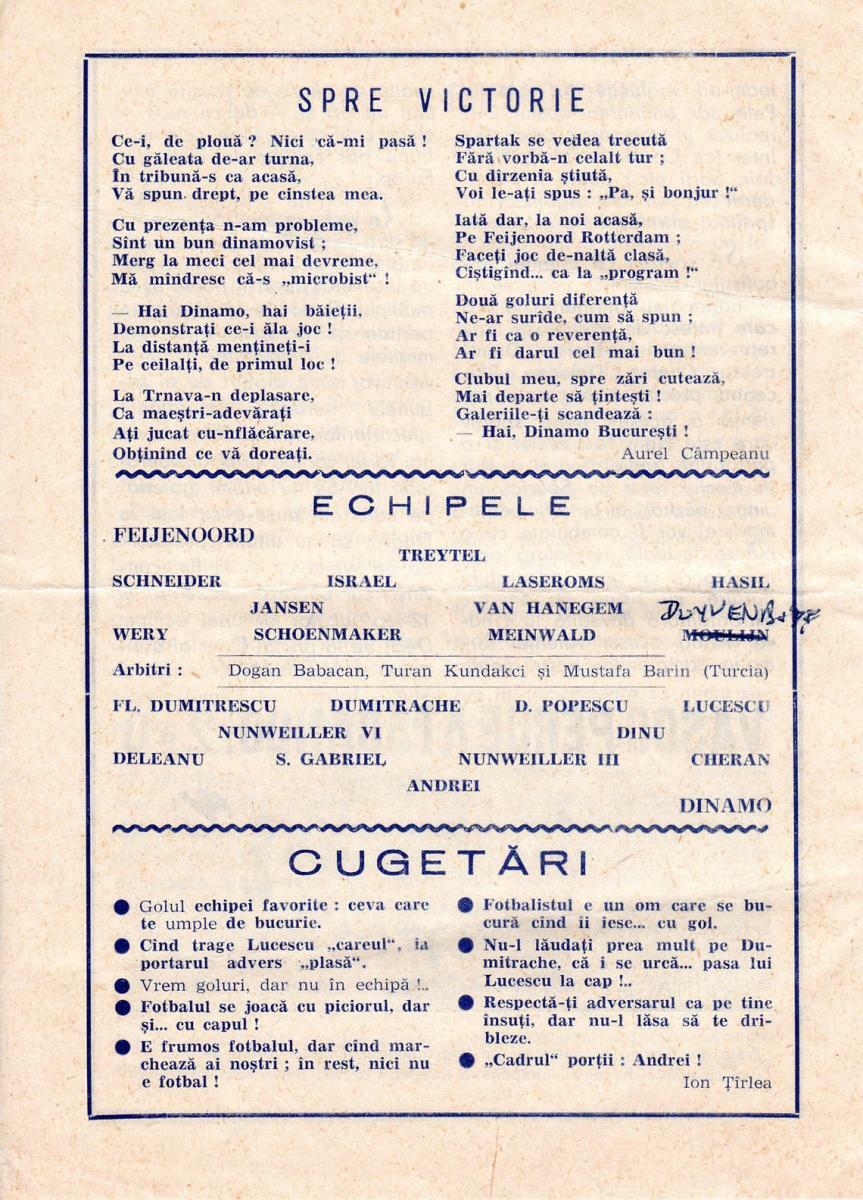 SPRE VICTORIE
Ce-i, de plouă ? Nici că-mi pasă !
Cu găleata de-ar turna,
În tribună-s ca acasă,
Vă spun drept, pe cinstea mea.
Cu prezența n-am probleme,
Sînt un bun dinamovist ;
Merg la meci cel mai devreme,
Mă mîndresc că-s „microbist“ !
— Hai Dinamo, hai băieții,
Demonstrați ce-i ăla joc !
La distanță mențineți-i
Pe ceilalți, de primul loc !
La Trnava-n deplasare,
Ca maeștri-adevărați
Ați jucat cu-nflăcărare,
Obținînd ce vă doreați.
Spartak se vedea trecută
Fără vorbă-n celalt tur ;
Cu dîrzenia știută,
Voi le-ați spus : „Pa, și bonjur !“
Iată dar, la noi acasă,
Pe Feijenoord Rotterdam ;
Faceți joc de-naltă clasă,
Cîștigînd... ca la „program !“
Două goluri diferență
Ne-ar surîde, cum să spun ;
Ar fi ca o reverență,
Ar fi darul cel mai bun !
Clubul meu, spre zări cutează,
Mai departe să țintești !
Galeriile-ți scandează :
— Hai, Dinamo București !
Aurel Câmpeanu
ECHIPELE
FEIJENOORD
TREYTEL
SCHNEIDER ISRAEL LASEROMS HASIL
JANSEN VAN HANEGEM
WERY SCHOENMAKER MEINWALD MOULIJN
Arbitri : Dogan Babacan, Turan Kundakci și Mustafa Barin (Turcia)
FL. DUMITRESCU DUMITRACHE D. POPESCU LUCESCU
NUNWEILLER VI DINU
DELEANU S. GABRIEL NUNWEILLER III CHERAN
ANDREI
DINAMO
CUGETĂRI
● Golul echipei favorite : ceva care
te umple de bucurie.
● Cînd trage Lucescu „careul“, ia
portarul advers „plasă“.
● Vrem goluri, dar nu în echipă !..
● Fotbalul se joacă cu piciorul, dar
și... cu capul !
● E frumos fotbalul, dar cînd mar-
chează ai noștri ; în rest, nici nu
e fotbal !
● Fotbalistul e un om care se bu-
cură cînd îi iese... cu gol.
● Nu-l lăudați prea mult pe Du-
mitrache, că i se urcă... pasa lui
Lucescu la cap !..
● Respectă-ți adversarul ca pe tine
însuți, dar nu-l lăsa să te dri-
bleze.
● „Cadrul“ porții : Andrei !
Ion Țîrlea